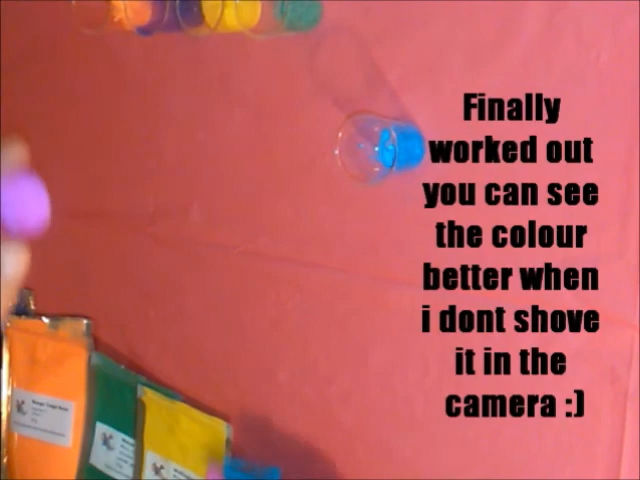 Finally
worked out
you can see
the colour
better when
i dont shove
it in the
camera :)